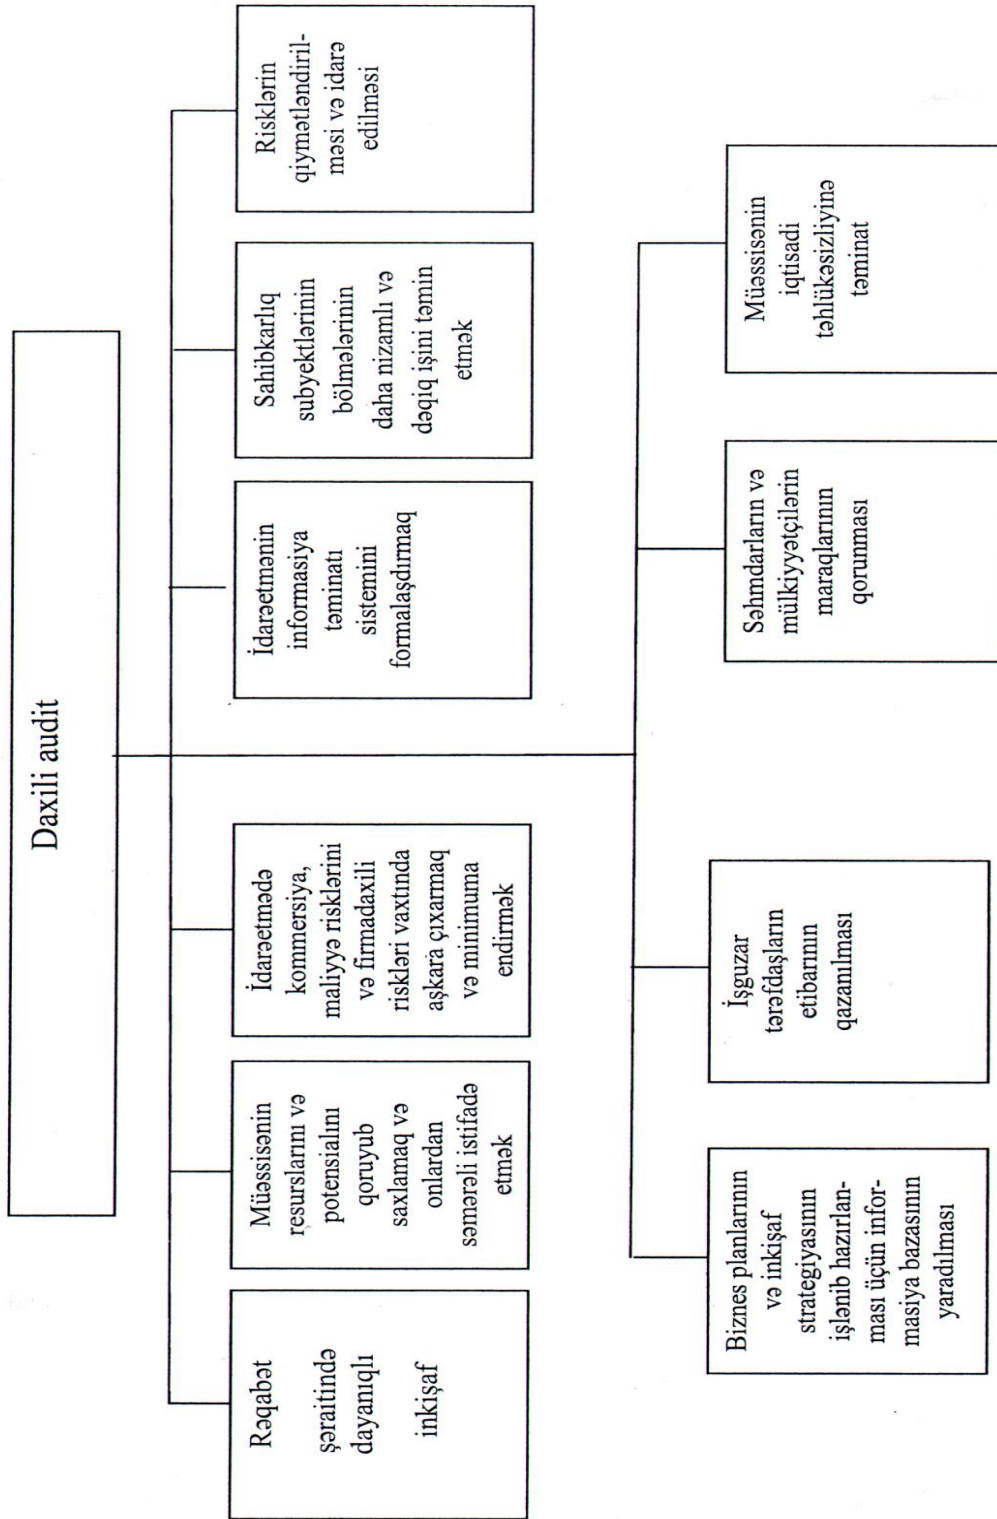 Daxili audit
Rəqabət
şəraitində
dayanıqlı
inkişaf
Müəssisənin
resurslarını və
potensialını
qoruyub
saxlamaq və
onlardan
səmərəli istifadə
etmək
İdarəetmədə
kommersiya,
maliyyə risklərini
və firmadaxili
riskləri vaxtında
aşkara çıxarmaq
və minimuma
endirmək
İdarəetmənin
informasiya
təminatı
sistemini
formalaşdırmaq
Sahibkarlıq
subyektlərinin
bölmələrinin
daha nizamlı və
dəqiq işini təmin
etmək
Risklərin
qiymətləndiril-
məsi və idarə
edilməsi
Biznes planlarının
və inkişaf
strategiyasının
işlənib hazırlan-
ması üçün infor-
masiya bazasının
yaradılması
İşguzar
tərəfdaşların
etibarının
qazanılması
Səhmdarların və
mülkiyyətçilərin
maraqlarının
qorunması
Müəssisənin
iqtisadi
təhlükəsizliyinə
təminat